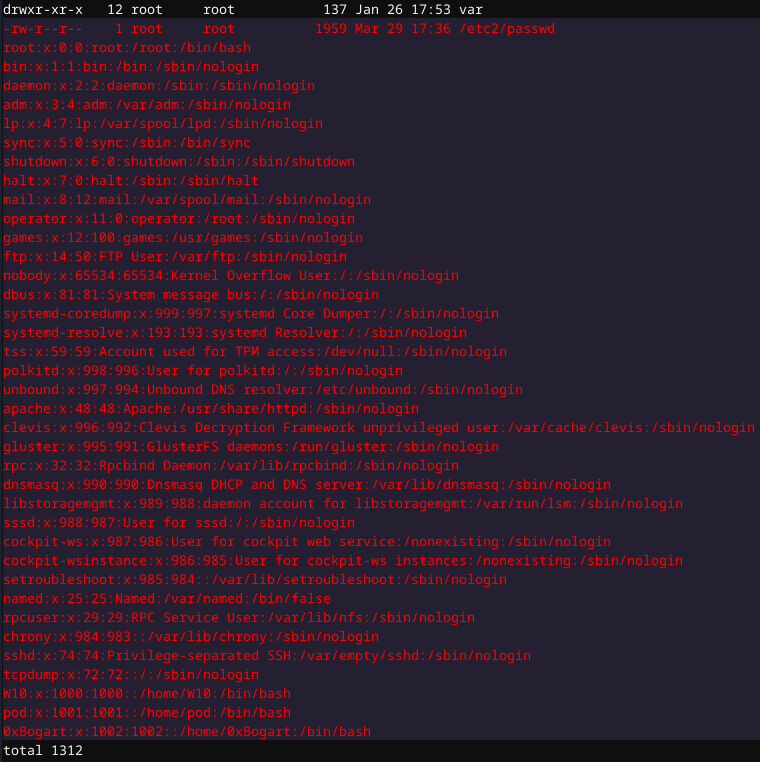 drwxr-xr-x   12 root     root           137 Jan 26 17:53 var
-rw-r--r--    1 root     root          1959 Mar 29 17:36 /etc2/passwd
root:x:0:0:root:/root:/bin/bash
bin:x:1:1:bin:/bin:/sbin/nologin
daemon:x:2:2:daemon:/sbin:/sbin/nologin
adm:x:3:4:adm:/var/adm:/sbin/nologin
lp:x:4:7:lp:/var/spool/lpd:/sbin/nologin
sync:x:5:0:sync:/sbin:/bin/sync
shutdown:x:6:0:shutdown:/sbin:/sbin/shutdown
halt:x:7:0:halt:/sbin:/sbin/halt
mail:x:8:12:mail:/var/spool/mail:/sbin/nologin
operator:x:11:0:operator:/root:/sbin/nologin
games:x:12:100:games:/usr/games:/sbin/nologin
ftp:x:14:50:FTP User:/var/ftp:/sbin/nologin
nobody:x:65534:65534:Kernel Overflow User:/:/sbin/nologin
dbus:x:81:81:System message bus:/:/sbin/nologin
systemd-coredump:x:999:997:systemd Core Dumper:/:/sbin/nologin
systemd-resolve:x:193:193:systemd Resolver:/:/sbin/nologin
tss:x:59:59:Account used for TPM access:/dev/null:/sbin/nologin
polkitd:x:998:996:User for polkitd:/:/sbin/nologin
unbound:x:997:994:Unbound DNS resolver:/etc/unbound:/sbin/nologin
apache:x:48:48:Apache:/usr/share/httpd:/sbin/nologin
clevis:x:996:992:Clevis Decryption Framework unprivileged user:/var/cache/clevis:/sbin/nologin
gluster:x:995:991:GlusterFS daemons:/run/gluster:/sbin/nologin
rpc:x:32:32:Rpcbind Daemon:/var/lib/rpcbind:/sbin/nologin
dnsmasq:x:990:990:Dnsmasq DHCP and DNS server:/var/lib/dnsmasq:/sbin/nologin
libstoragemgmt:x:989:988:daemon account for libstoragemgmt:/var/run/lsm:/sbin/nologin
sssd:x:988:987:User for sssd:/:/sbin/nologin
cockpit-ws:x:987:986:User for cockpit web service:/nonexisting:/sbin/nologin
cockpit-wsinstance:x:986:985:User for cockpit-ws instances:/nonexisting:/sbin/nologin
setroubleshoot:x:985:984::/var/lib/setroubleshoot:/sbin/nologin
named:x:25:25:Named:/var/named:/bin/false
rpcuser:x:29:29:RPC Service User:/var/lib/nfs:/sbin/nologin
chrony:x:984:983::/var/lib/chrony:/sbin/nologin
sshd:x:74:74:Privilege-separated SSH:/var/empty/sshd:/sbin/nologin
tcpdump:x:72:72::/:/sbin/nologin
W10:x:1000:1000::/home/W10:/bin/bash
pod:x:1001:1001::/home/pod:/bin/bash
0xBogart:x:1002:1002::/home/0xBogart:/bin/bash
total 1312